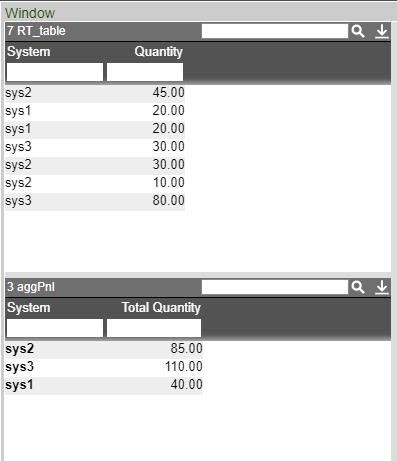 Window
7 RT_table
System Quantity
sys2 45.00
sys1 20.00
sys1 20.00
sys3 30.00
sys2 30.00
sys2 10.00
sys3 80.00
3 aggPnl
System Total Quantity
sys2 85.00
sys3 110.00
sys1 40.00